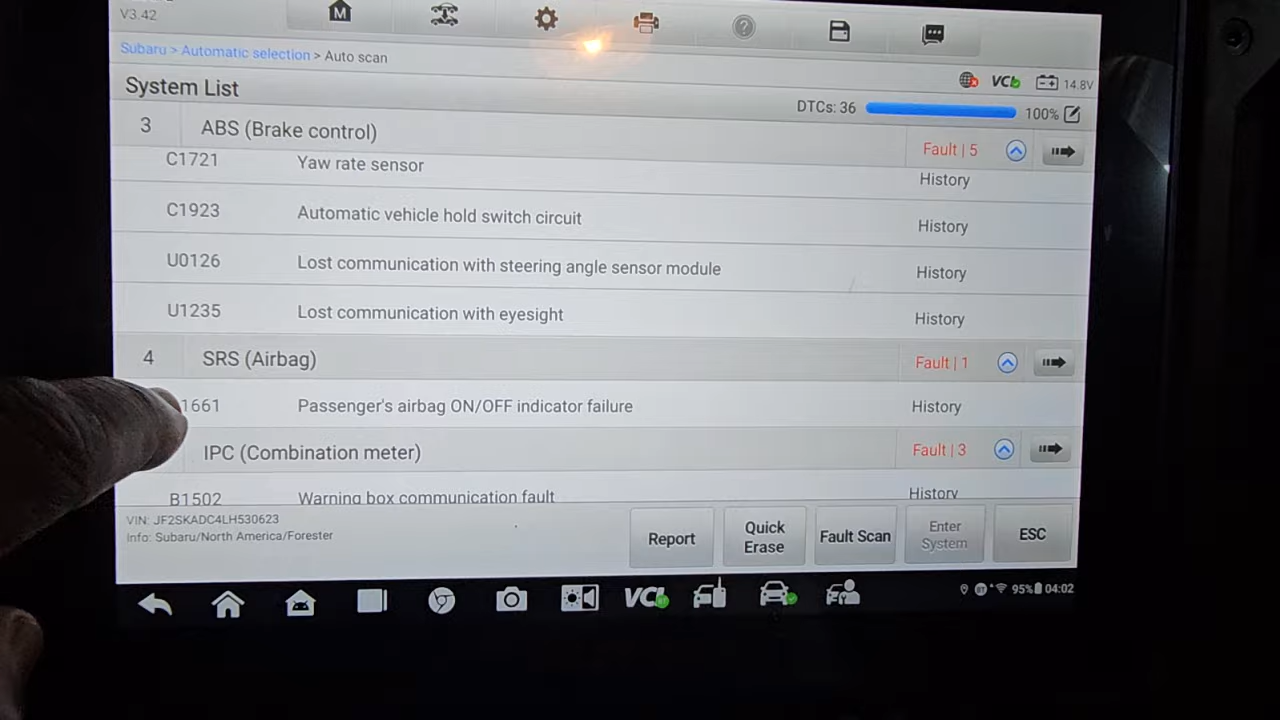 V3.42
M
?
Subaru > Automatic selection > Auto scan
VCI
14.8V
System List
DTCs: 36
100%
3 ABS (Brake control) Fault | 5
C1721 Yaw rate sensor History
C1923 Automatic vehicle hold switch circuit History
U0126 Lost communication with steering angle sensor module History
U1235 Lost communication with eyesight History
4 SRS (Airbag) Fault | 1
1661 Passenger's airbag ON/OFF indicator failure History
IPC (Combination meter) Fault | 3
B1502 Warning box communication fault History
VIN: JF2SKADC4LH530623
Info: Subaru/North America/Forester
Report
Quick
Erase
Fault Scan
Enter
System
ESC
VCI
95% 04:02